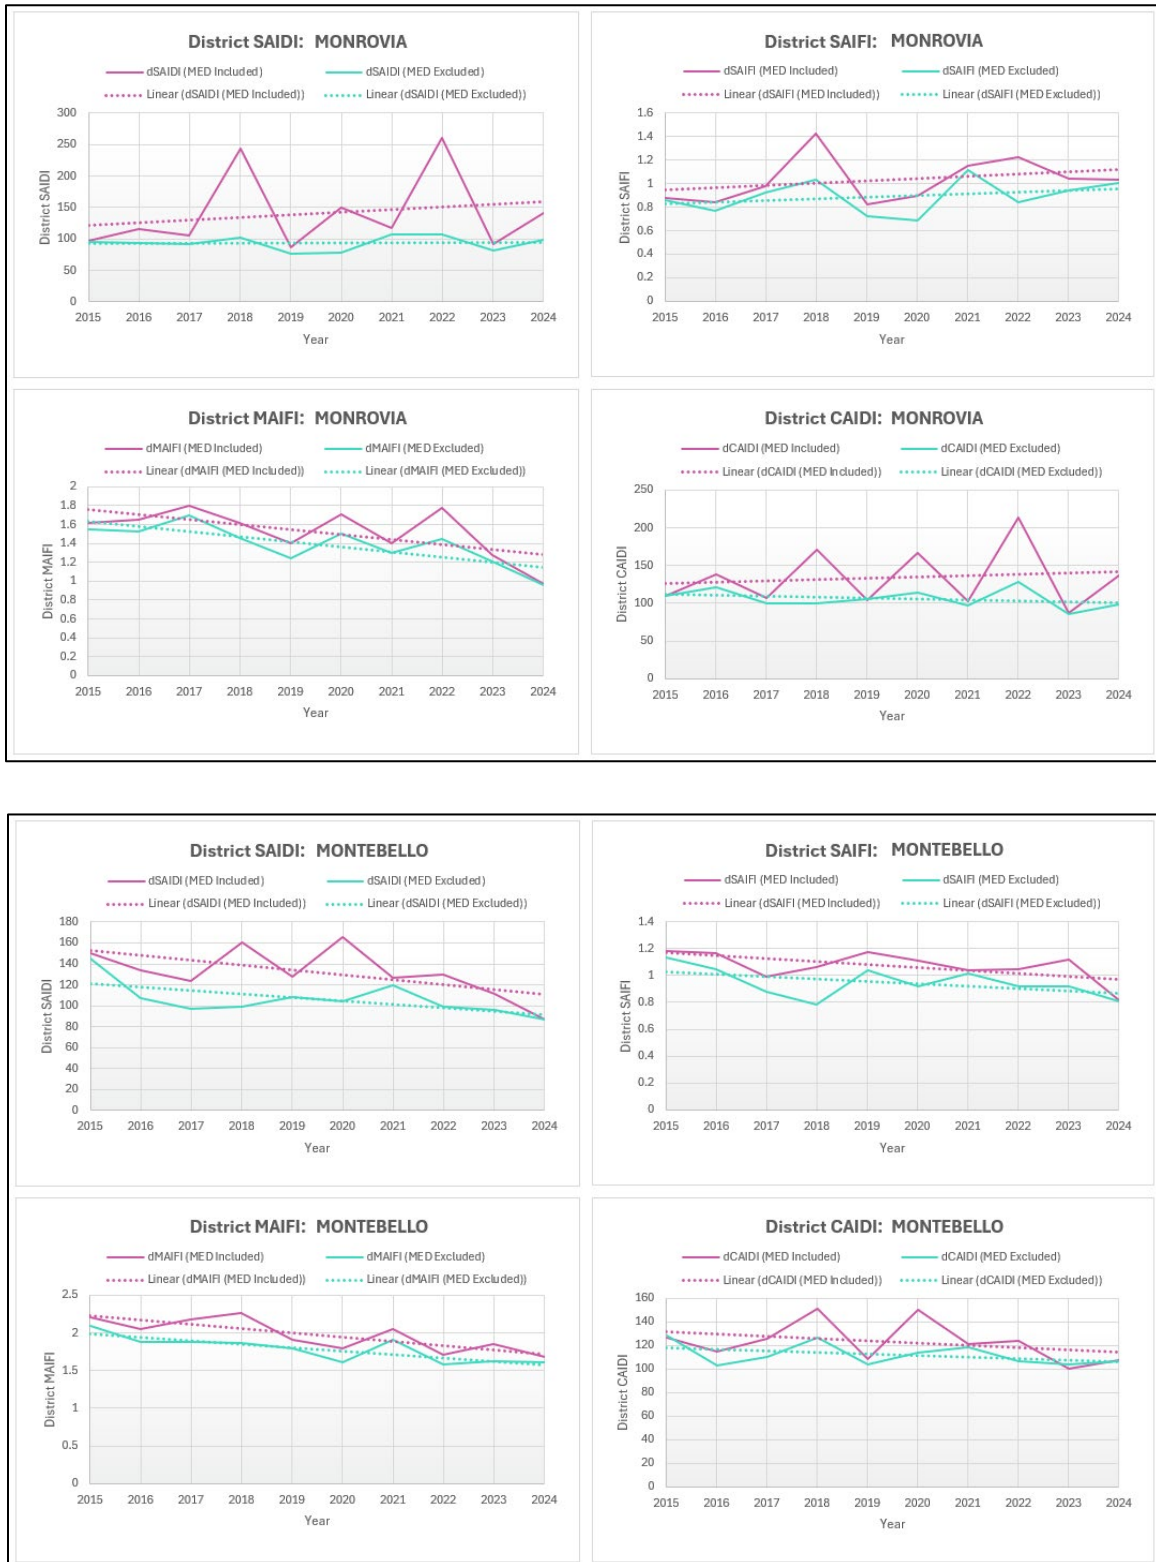 District SAIDI: MONROVIA
dSAIDI (MED Included) dSAIDI (MED Excluded)
Linear (dSAIDI (MED Included)) Linear (dSAIDI (MED Excluded))
300
250
200
150
100
50
0
District SAIDI
2015 2016 2017 2018 2019 2020 2021 2022 2023 2024
Year
District SAIFI: MONROVIA
dSAIFI (MED Included) dSAIFI (MED Excluded)
Linear (dSAIFI (MED Included)) Linear (dSAIFI (MED Excluded))
1.6
1.4
1.2
1
0.8
0.6
0.4
0.2
0
District SAIFI
2015 2016 2017 2018 2019 2020 2021 2022 2023 2024
Year
District MAIFI: MONROVIA
dMAIFI (MED Included) dMAIFI (MED Excluded)
Linear (dMAIFI (MED Included)) Linear (dMAIFI (MED Excluded))
2
1.8
1.6
1.4
1.2
1
0.8
0.6
0.4
0.2
0
District MAIFI
2015 2016 2017 2018 2019 2020 2021 2022 2023 2024
Year
District CAIDI: MONROVIA
dCAIDI (MED Included) dCAIDI (MED Excluded)
Linear (dCAIDI (MED Included)) Linear (dCAIDI (MED Excluded))
250
200
150
100
50
0
District CAIDI
2015 2016 2017 2018 2019 2020 2021 2022 2023 2024
Year
District SAIDI: MONTEBELLO
dSAIDI (MED Included) dSAIDI (MED Excluded)
Linear (dSAIDI (MED Included)) Linear (dSAIDI (MED Excluded))
180
160
140
120
100
80
60
40
20
0
District SAIDI
2015 2016 2017 2018 2019 2020 2021 2022 2023 2024
Year
District SAIFI: MONTEBELLO
dSAIFI (MED Included) dSAIFI (MED Excluded)
Linear (dSAIFI (MED Included)) Linear (dSAIFI (MED Excluded))
1.4
1.2
1
0.8
0.6
0.4
0.2
0
District SAIFI
2015 2016 2017 2018 2019 2020 2021 2022 2023 2024
Year
District MAIFI: MONTEBELLO
dMAIFI (MED Included) dMAIFI (MED Excluded)
Linear (dMAIFI (MED Included)) Linear (dMAIFI (MED Excluded))
2.5
2
1.5
1
0.5
0
District MAIFI
2015 2016 2017 2018 2019 2020 2021 2022 2023 2024
Year
District CAIDI: MONTEBELLO
dCAIDI (MED Included) dCAIDI (MED Excluded)
Linear (dCAIDI (MED Included)) Linear (dCAIDI (MED Excluded))
160
140
120
100
80
60
40
20
0
District CAIDI
2015 2016 2017 2018 2019 2020 2021 2022 2023 2024
Year